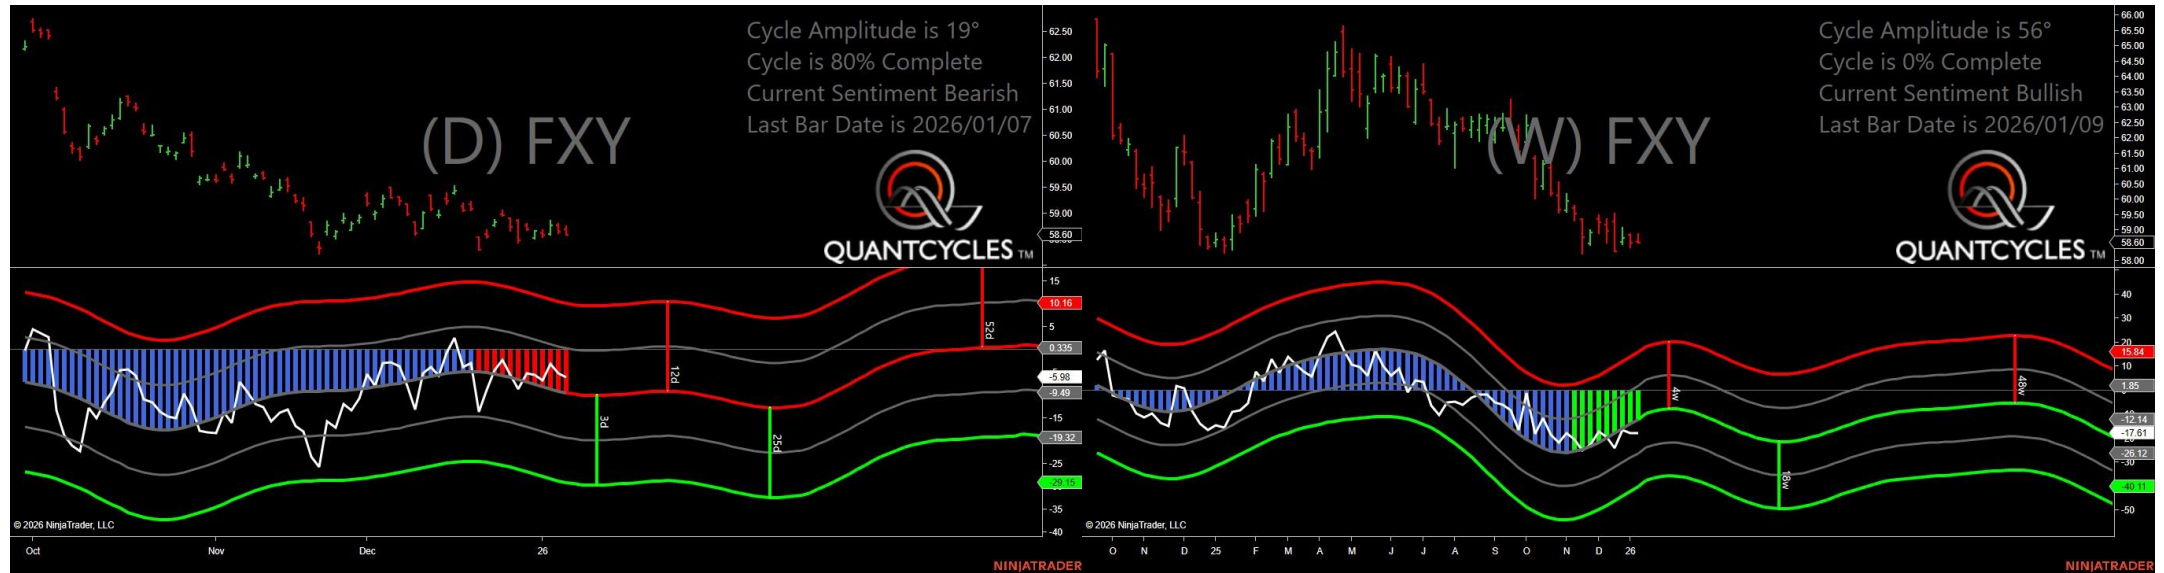 (D) FXY
Cycle Amplitude is 19°
Cycle is 80% Complete
Current Sentiment Bearish
Last Bar Date is 2026/01/07
QUANTCYCLES TM
62.50
62.00
61.50
61.00
60.50
60.00
59.50
59.00
58.60
15
10.16
5
0.335
-5.98
-9.49
-15
-19.32
-25
-29.15
-35
-40
3d
12d
25d
52d
© 2026 NinjaTrader, LLC
Oct Nov Dec 26
NINJATRADER
(W) FXY
Cycle Amplitude is 56°
Cycle is 0% Complete
Current Sentiment Bullish
Last Bar Date is 2026/01/09
QUANTCYCLES TM
66.00
65.50
65.00
64.50
64.00
63.50
63.00
62.50
62.00
61.50
61.00
60.50
60.00
59.50
59.00
58.60
58.00
40
30
20
15.84
10
1.85
-12.14
-17.61
-26.12
-30
-40.11
-50
4w
18w
48w
© 2026 NinjaTrader, LLC
O N D 25 F M A M J J A S O N D 26
NINJATRADER